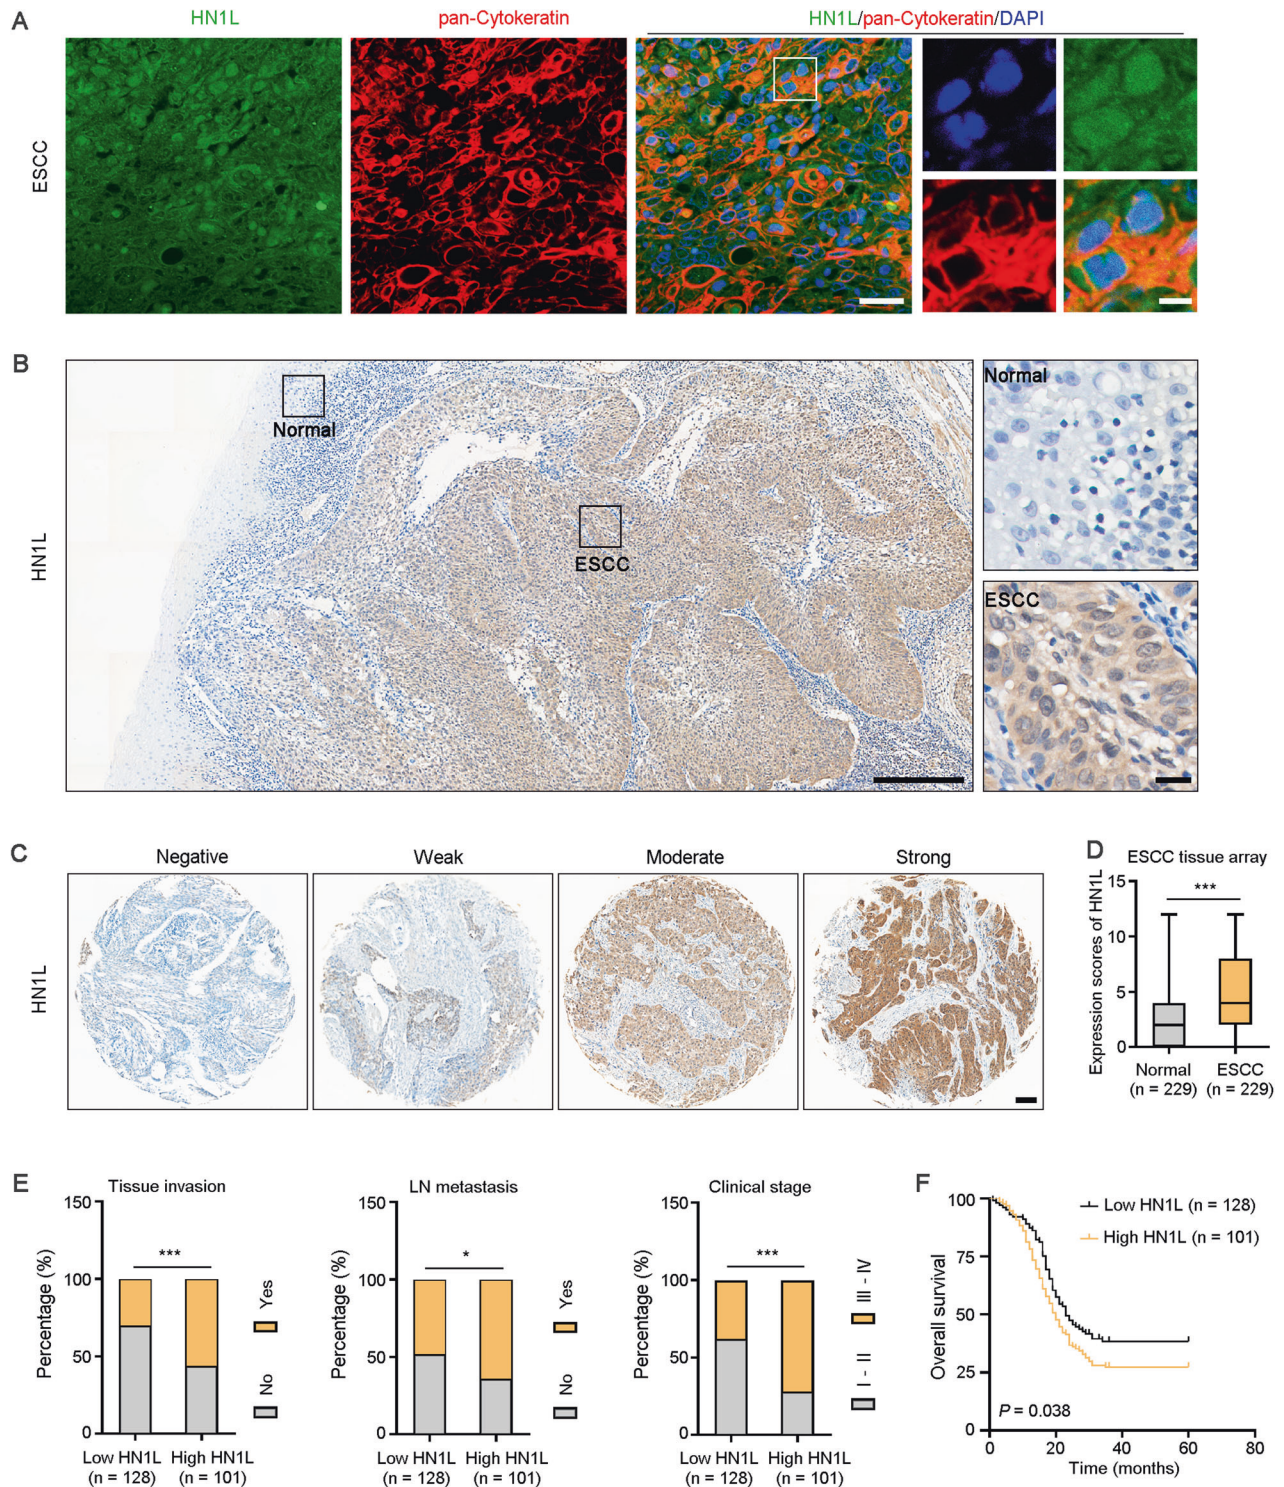 A
HN1L
pan-Cytokeratin
HN1L/pan-Cytokeratin/DAPI
ESCC
B
HN1L
Normal
ESCC
Normal
ESCC
C
Negative
Weak
Moderate
Strong
HN1L
D
ESCC tissue array
Expression scores of HN1L
***
15
10
5
0
Normal
(n = 229)
ESCC
(n = 229)
E
Tissue invasion
Percentage (%)
150
100
50
0
***
Low HN1L
(n = 128)
High HN1L
(n = 101)
Yes
No
LN metastasis
Percentage (%)
150
100
50
0
*
Low HN1L
(n = 128)
High HN1L
(n = 101)
Yes
No
Clinical stage
Percentage (%)
150
100
50
0
***
Low HN1L
(n = 128)
High HN1L
(n = 101)
III - IV
I - II
F
Overall survival
100
75
50
25
0
Low HN1L (n = 128)
High HN1L (n = 101)
P = 0.038
0
20
40
60
80
Time (months)